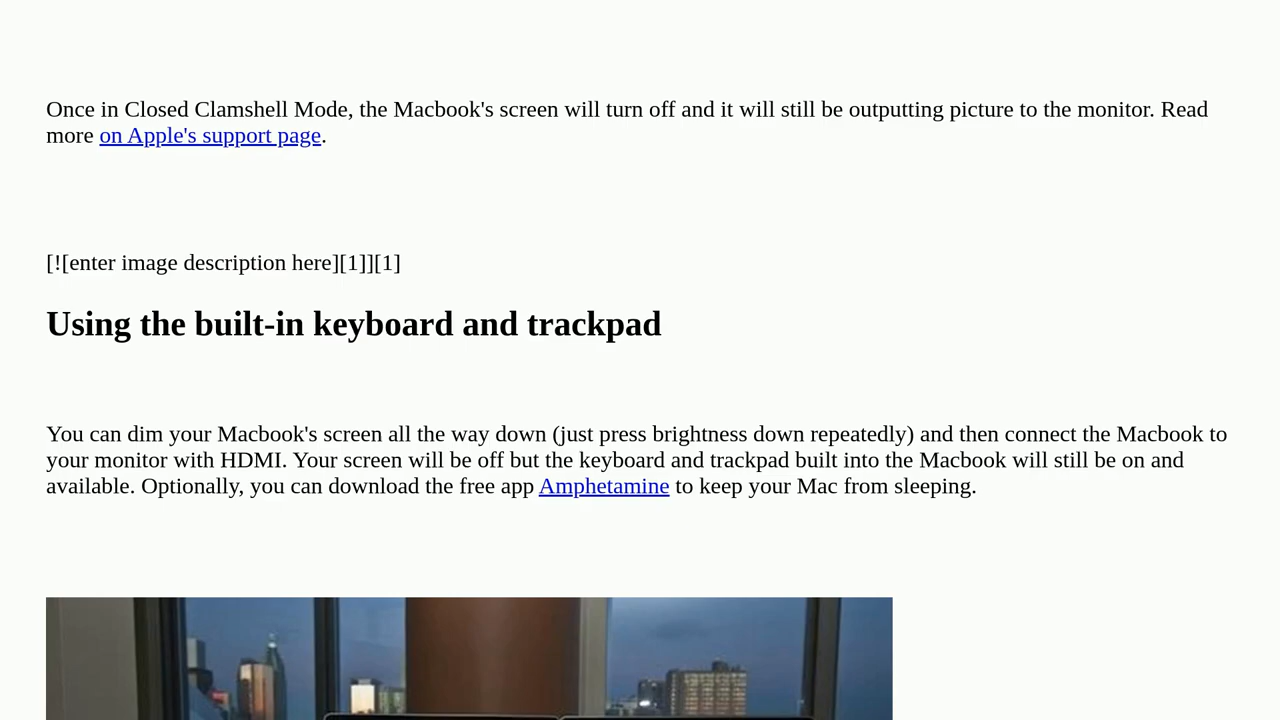 Once in Closed Clamshell Mode, the Macbook's screen will turn off and it will still be outputting picture to the monitor. Read
more on Apple's support page.
[![enter image description here][1]][1]
Using the built-in keyboard and trackpad
You can dim your Macbook's screen all the way down (just press brightness down repeatedly) and then connect the Macbook to
your monitor with HDMI. Your screen will be off but the keyboard and trackpad built into the Macbook will still be on and
available. Optionally, you can download the free app Amphetamine to keep your Mac from sleeping.